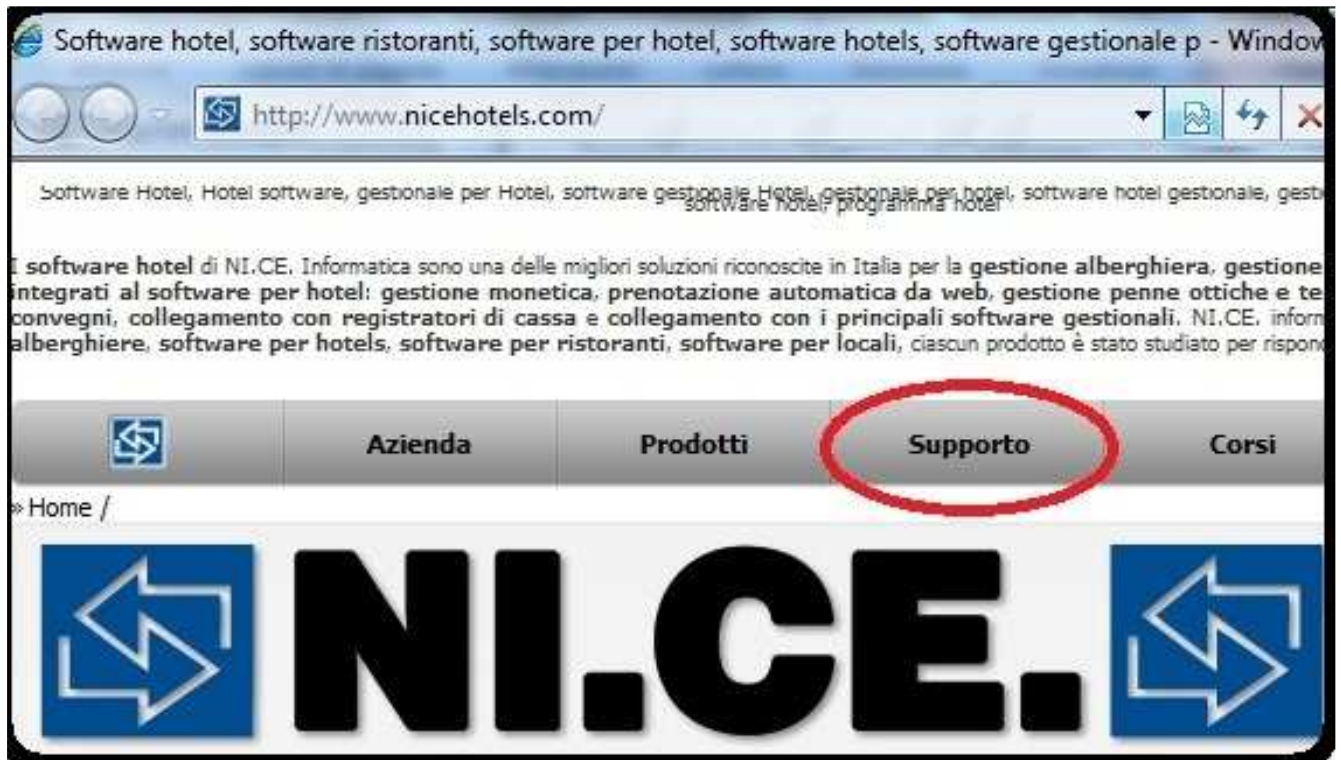 Software hotel, software ristoranti, software per hotel, software hotels, software gestionale p - Window
http://www.nicehotels.com/
Software Hotel, Hotel software, gestionale per Hotel, software gestionale Hotel, gestionale per hotel, software hotel gestionale, gesti
software hotel, programma hotel
I software hotel di NI.CE. Informatica sono una delle migliori soluzioni riconoscite in Italia per la gestione alberghiera, gestione
integrati al software per hotel: gestione monetica, prenotazione automatica da web, gestione penne ottiche e te
convegni, collegamento con registratori di cassa e collegamento con i principali software gestionali. NI.CE. inform
alberghiere, software per hotels, software per ristoranti, software per locali, ciascun prodotto è stato studiato per rispon
Azienda Prodotti Supporto Corsi
» Home /
NI.CE.